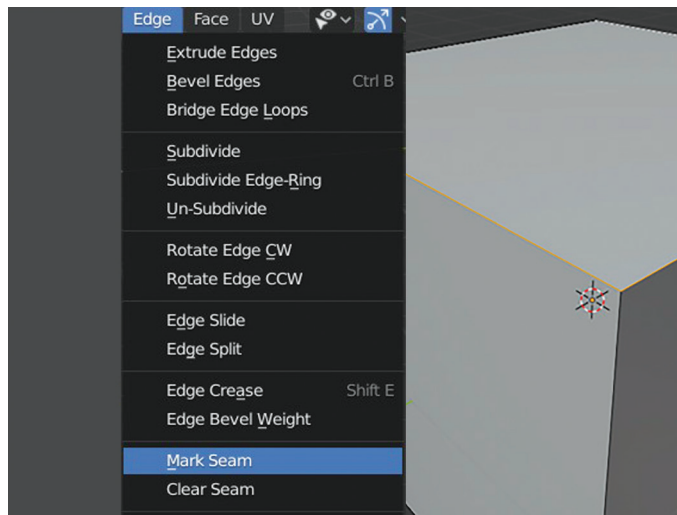 Edge Face UV
Extrude Edges
Bevel Edges Ctrl B
Bridge Edge Loops
Subdivide
Subdivide Edge-Ring
Un-Subdivide
Rotate Edge CW
Rotate Edge CCW
Edge Slide
Edge Split
Edge Crease Shift E
Edge Bevel Weight
Mark Seam
Clear Seam